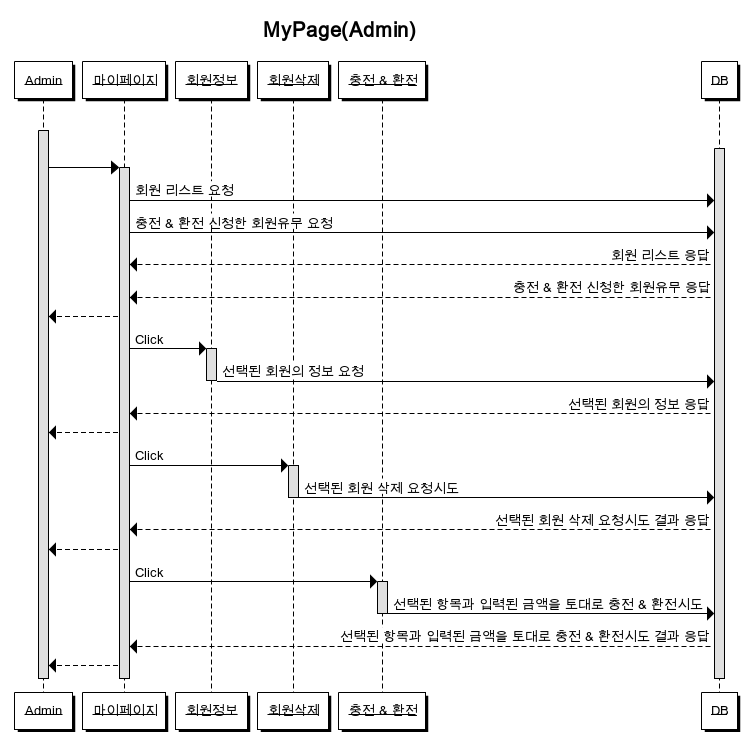 MyPage(Admin)
Admin 마이페이지 회원정보 회원삭제 충전 & 환전 DB
회원 리스트 요청
충전 & 환전 신청한 회원유무 요청
회원 리스트 응답
충전 & 환전 신청한 회원유무 응답
Click
선택된 회원의 정보 요청
선택된 회원의 정보 응답
Click
선택된 회원 삭제 요청시도
선택된 회원 삭제 요청시도 결과 응답
Click
선택된 항목과 입력된 금액을 토대로 충전 & 환전시도
선택된 항목과 입력된 금액을 토대로 충전 & 환전시도 결과 응답
Admin 마이페이지 회원정보 회원삭제 충전 & 환전 DB